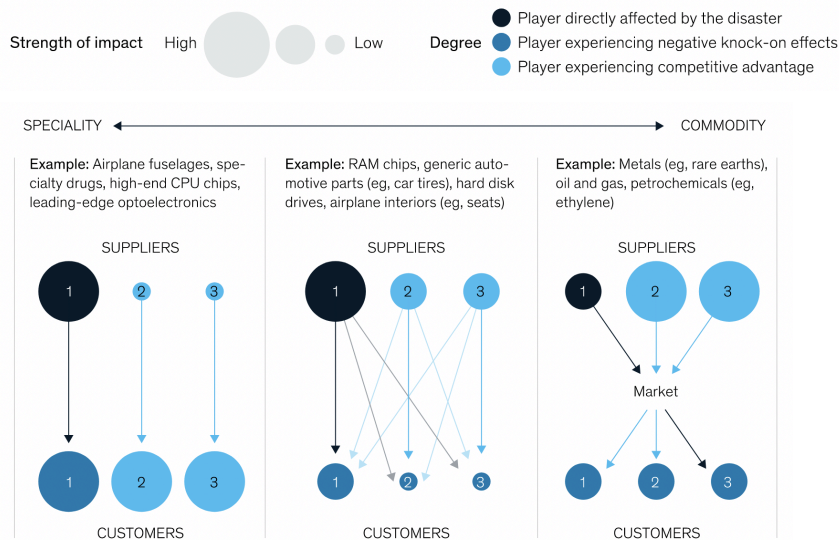 Strength of impact High Low Degree
Player directly affected by the disaster
Player experiencing negative knock-on effects
Player experiencing competitive advantage
SPECIALITY COMMODITY
Example: Airplane fuselages, spe-
cialty drugs, high-end CPU chips,
leading-edge optoelectronics
SUPPLIERS
1 2 3
1 2 3
CUSTOMERS
Example: RAM chips, generic auto-
motive parts (eg, car tires), hard disk
drives, airplane interiors (eg, seats)
SUPPLIERS
1 2 3
1 2 3
CUSTOMERS
Example: Metals (eg, rare earths),
oil and gas, petrochemicals (eg,
ethylene)
SUPPLIERS
1 2 3
Market
1 2 3
CUSTOMERS